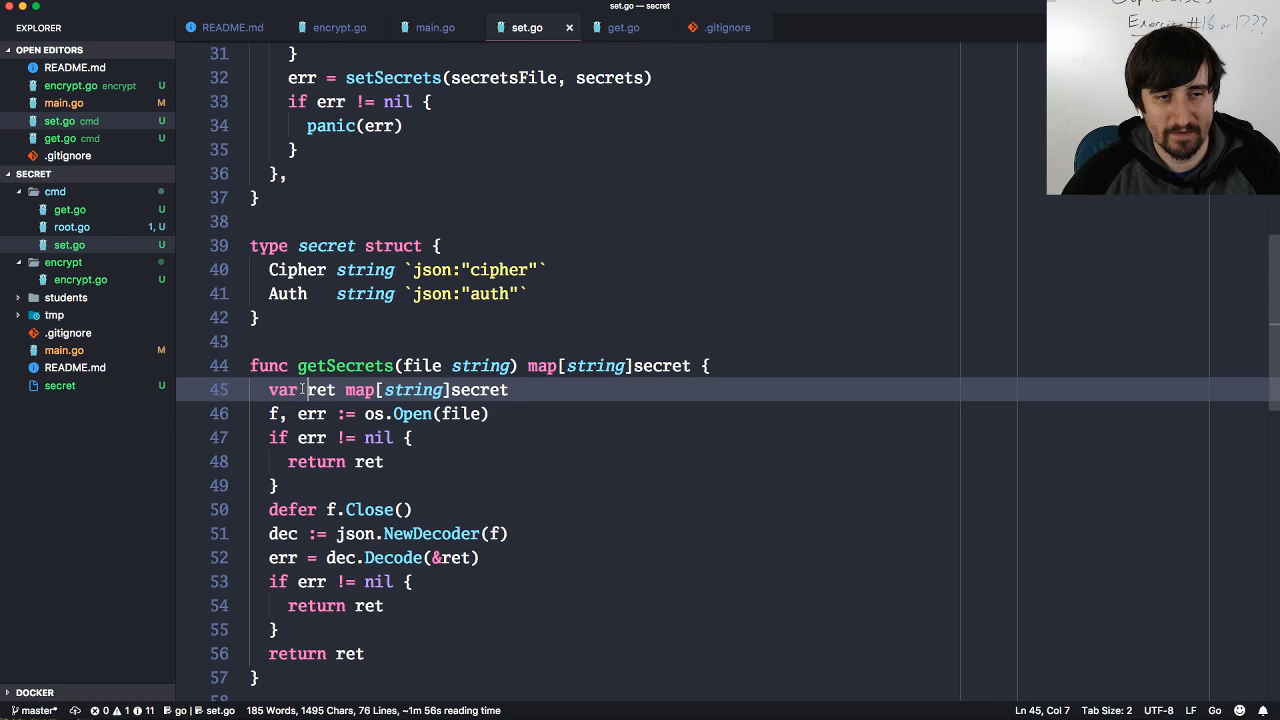 set.go — secret
EXPLORER
README.md
encrypt.go
main.go
set.go
get.go
.gitignore
Exercise #16 or 17???
OPEN EDITORS
README.md
encrypt.go encrypt U
main.go M
set.go cmd U
get.go cmd U
.gitignore
SECRET
cmd
get.go U
root.go 1, U
set.go U
encrypt
encrypt.go U
students
tmp
.gitignore
main.go M
README.md
secret U
DOCKER
31 }
32 err = setSecrets(secretsFile, secrets)
33 if err != nil {
34 panic(err)
35 }
36 },
37 }
38
39 type secret struct {
40 Cipher string `json:"cipher"`
41 Auth string `json:"auth"`
42 }
43
44 func getSecrets(file string) map[string]secret {
45 var ret map[string]secret
46 f, err := os.Open(file)
47 if err != nil {
48 return ret
49 }
50 defer f.Close()
51 dec := json.NewDecoder(f)
52 err = dec.Decode(&ret)
53 if err != nil {
54 return ret
55 }
56 return ret
57 }
master* 0 1 11 go | set.go 185 Words, 1495 Chars, 76 Lines, ~1m 56s reading time Ln 45, Col 7 Tab Size: 2 UTF-8 LF Go